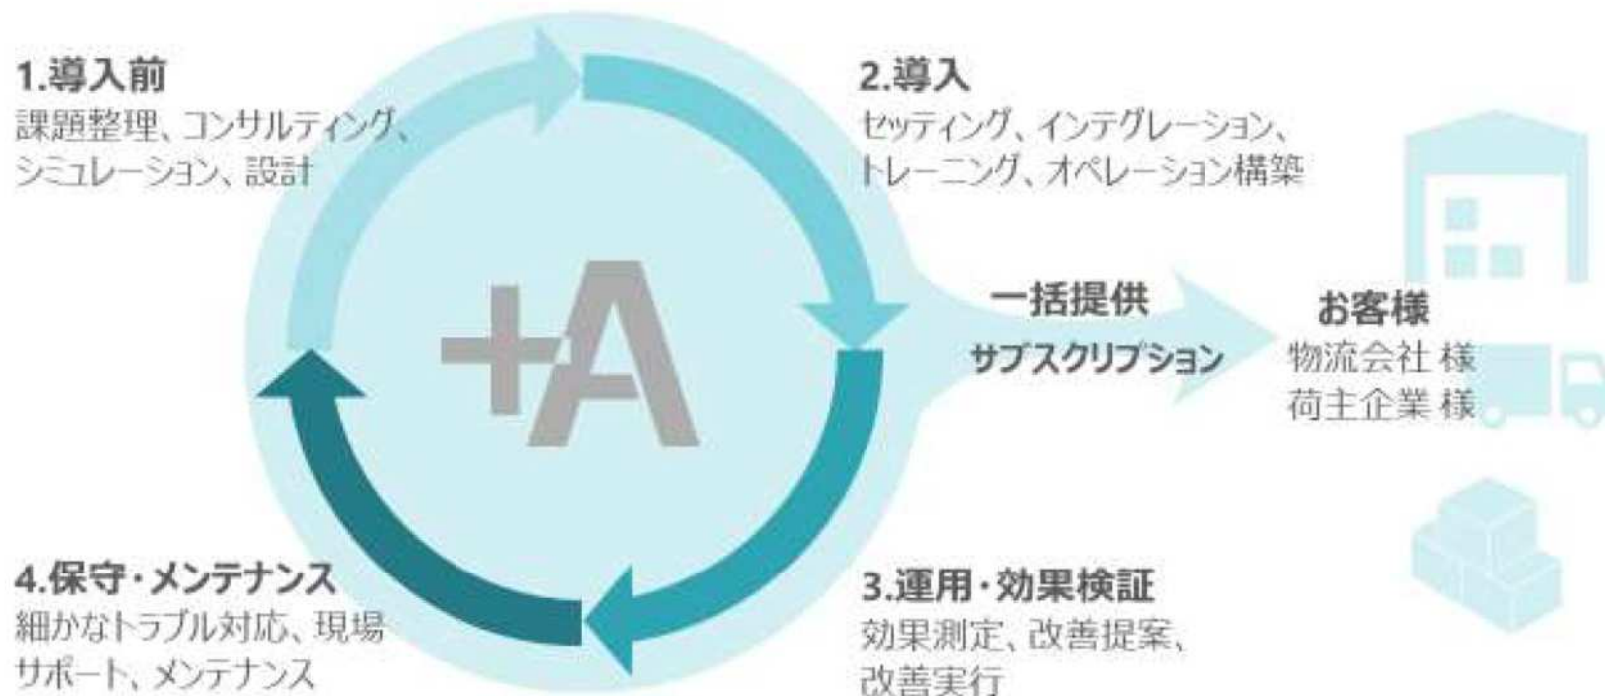 1.導入前
課題整理、コンサルティング、
シミュレーション、設計
2.導入
セッティング、インテグレーション、
トレーニング、オペレーション構築
+A
一括提供
サブスクリプション
お客様
物流会社 様
荷主企業 様
4.保守・メンテナンス
細かなトラブル対応、現場
サポート、メンテナンス
3.運用・効果検証
効果測定、改善提案、
改善実行